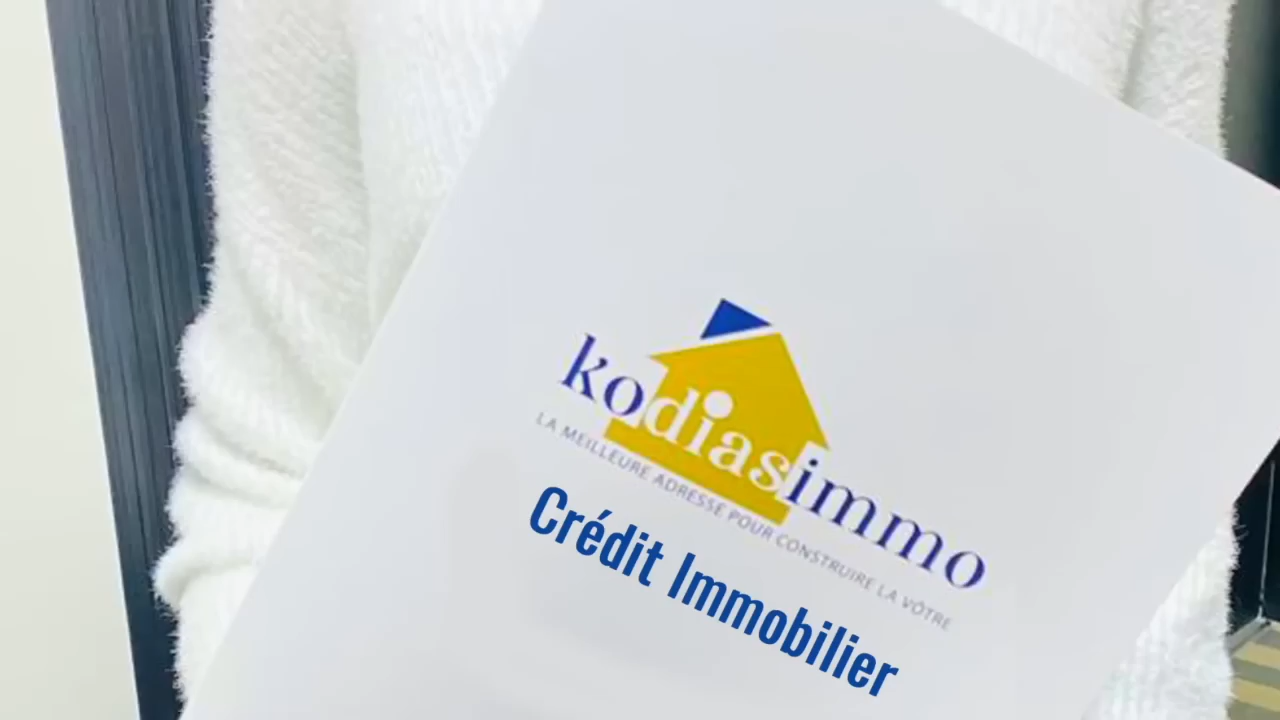 kodiasimmo
LA MEILLEURE ADRESSE POUR CONSTRUIRE LA VÔTRE
Crédit Immobilier